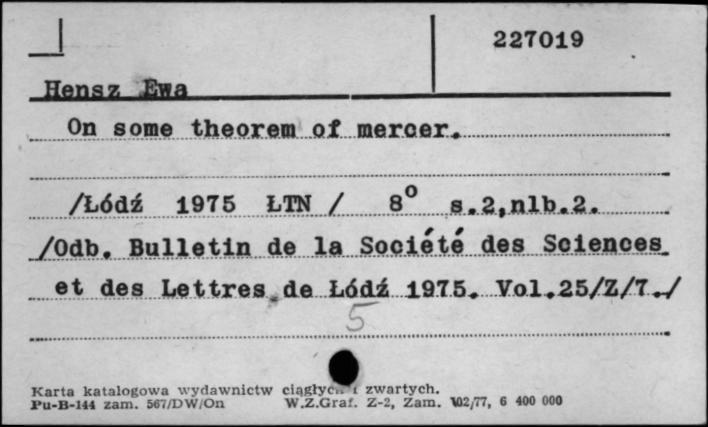 227019
Hensz Ewa
On some theorem of mercer.
/Łódź 1975 ŁTN / 8° s.2,nlb.2.
/Odb. Bulletin de la Société des Sciences
et des Lettres de Łódź 1975. Vol.25/Z/7./
5
Karta katalogowa wydawnictw ciągłych i zwartych.
Pu-B-144 zam. 567/DW/On W.Z.Graf. Z-2, Zam. 102/77, 6 400 000